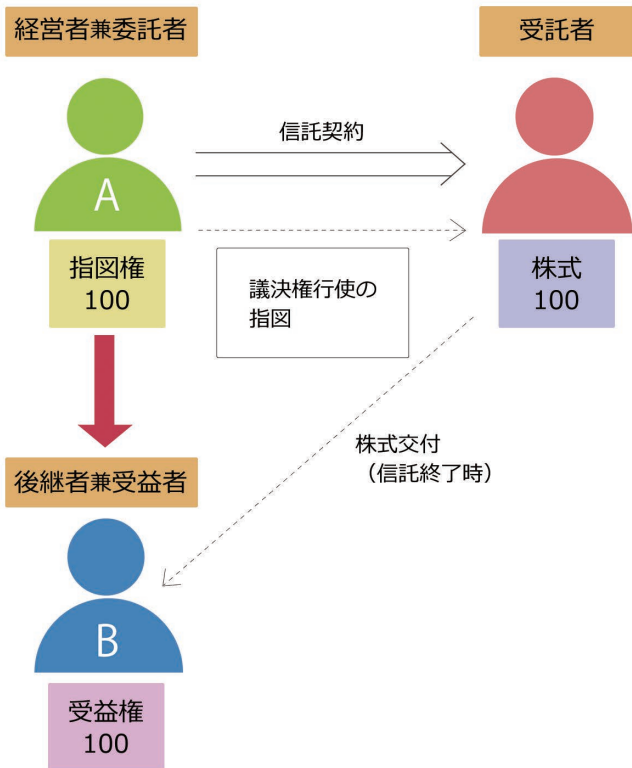 経営者兼委託者
受託者
信託契約
A
指図権
100
議決権行使の
指図
株式
100
株式交付
（信託終了時）
後継者兼受益者
B
受益権
100